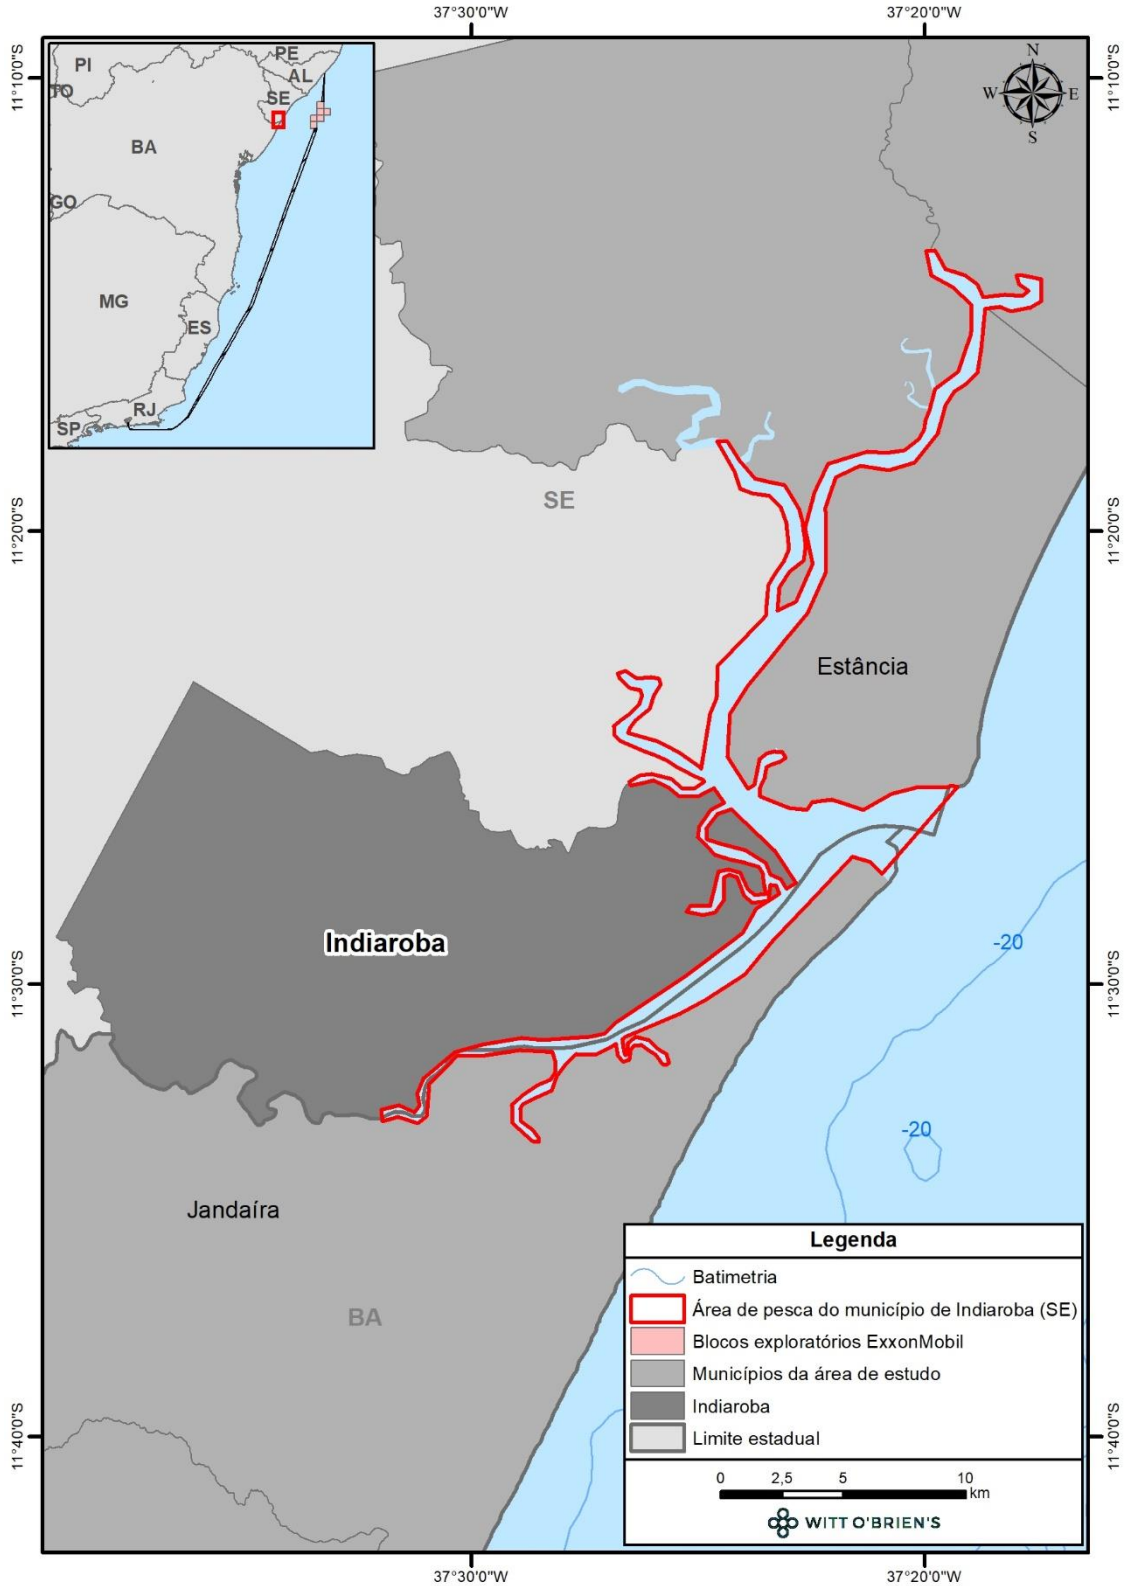 37°30'0"W
37°20'0"W
11°10'0"S
11°10'0"S
PI
PE
AL
TO
SE
BA
GO
MG
ES
RJ
SP
N
W
E
S
SE
11°20'0"S
11°20'0"S
Estância
Indiaroba
-20
11°30'0"S
11°30'0"S
-20
Jandaíra
BA
Legenda
Batimetria
Área de pesca do município de Indiaroba (SE)
Blocos exploratórios ExxonMobil
Municípios da área de estudo
Indiaroba
Limite estadual
11°40'0"S
11°40'0"S
0 2,5 5 10
km
WITT O'BRIEN'S
37°30'0"W
37°20'0"W